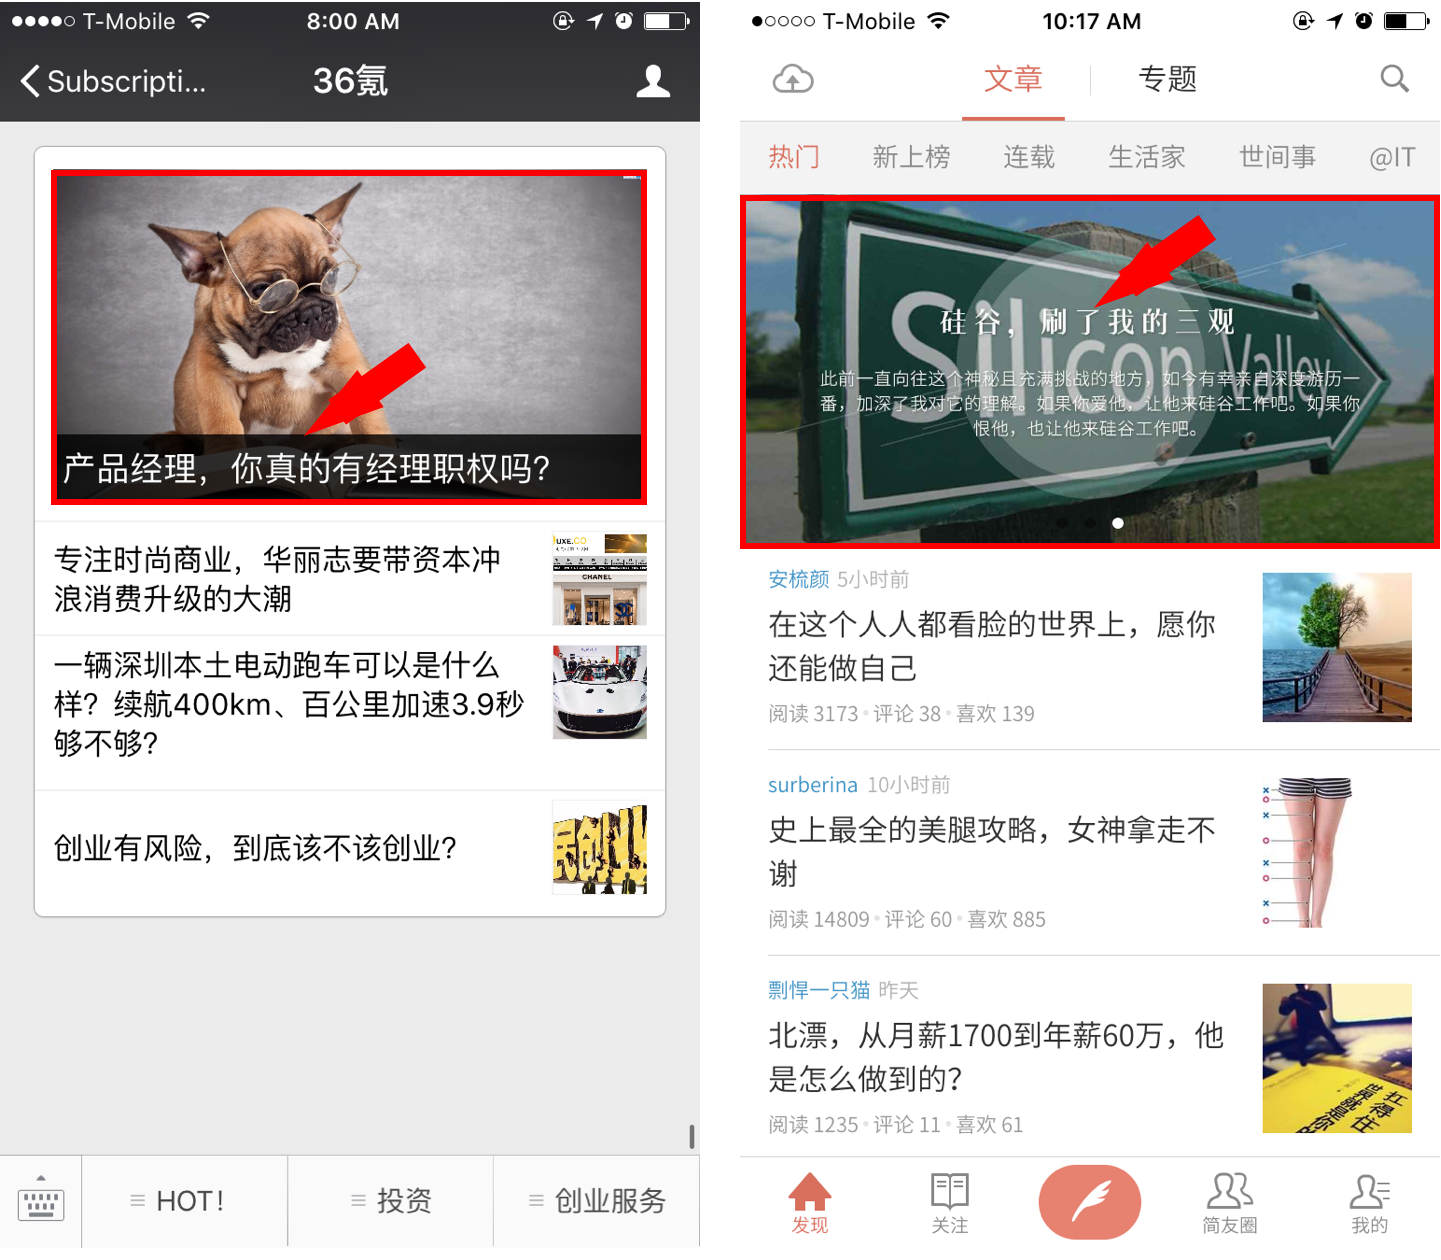 T-Mobile 8:00 AM
Subscripti... 36氪
产品经理，你真的有经理职权吗？
专注时尚商业，华丽志要带资本冲
浪消费升级的大潮
UXE.CO
CHANEL
一辆深圳本土电动跑车可以是什么
样？续航400km、百公里加速3.9秒
够不够？
创业有风险，到底该不该创业？
民创业
HOT！ 投资 创业服务
T-Mobile 10:17 AM
文章 专题
热门 新上榜 连载 生活家 世间事 @IT
Silicon Valley
硅谷，刷了我的三观
此前一直向往这个神秘且充满挑战的地方，如今有幸亲自深度游历一
番，加深了我对它的理解。如果你爱他，让他来硅谷工作吧。如果你
恨他，也让他来硅谷工作吧。
安梳颜 5小时前
在这个人人都看脸的世界上，愿你
还能做自己
阅读 3173 • 评论 38 • 喜欢 139
surberina 10小时前
史上最全的美腿攻略，女神拿走不
谢
阅读 14809 • 评论 60 • 喜欢 885
剽悍一只猫 昨天
北漂，从月薪1700到年薪60万，他
是怎么做到的？
阅读 1235 • 评论 11 • 喜欢 61
扛得住
世界就是你的
发现 关注 简友圈 我的